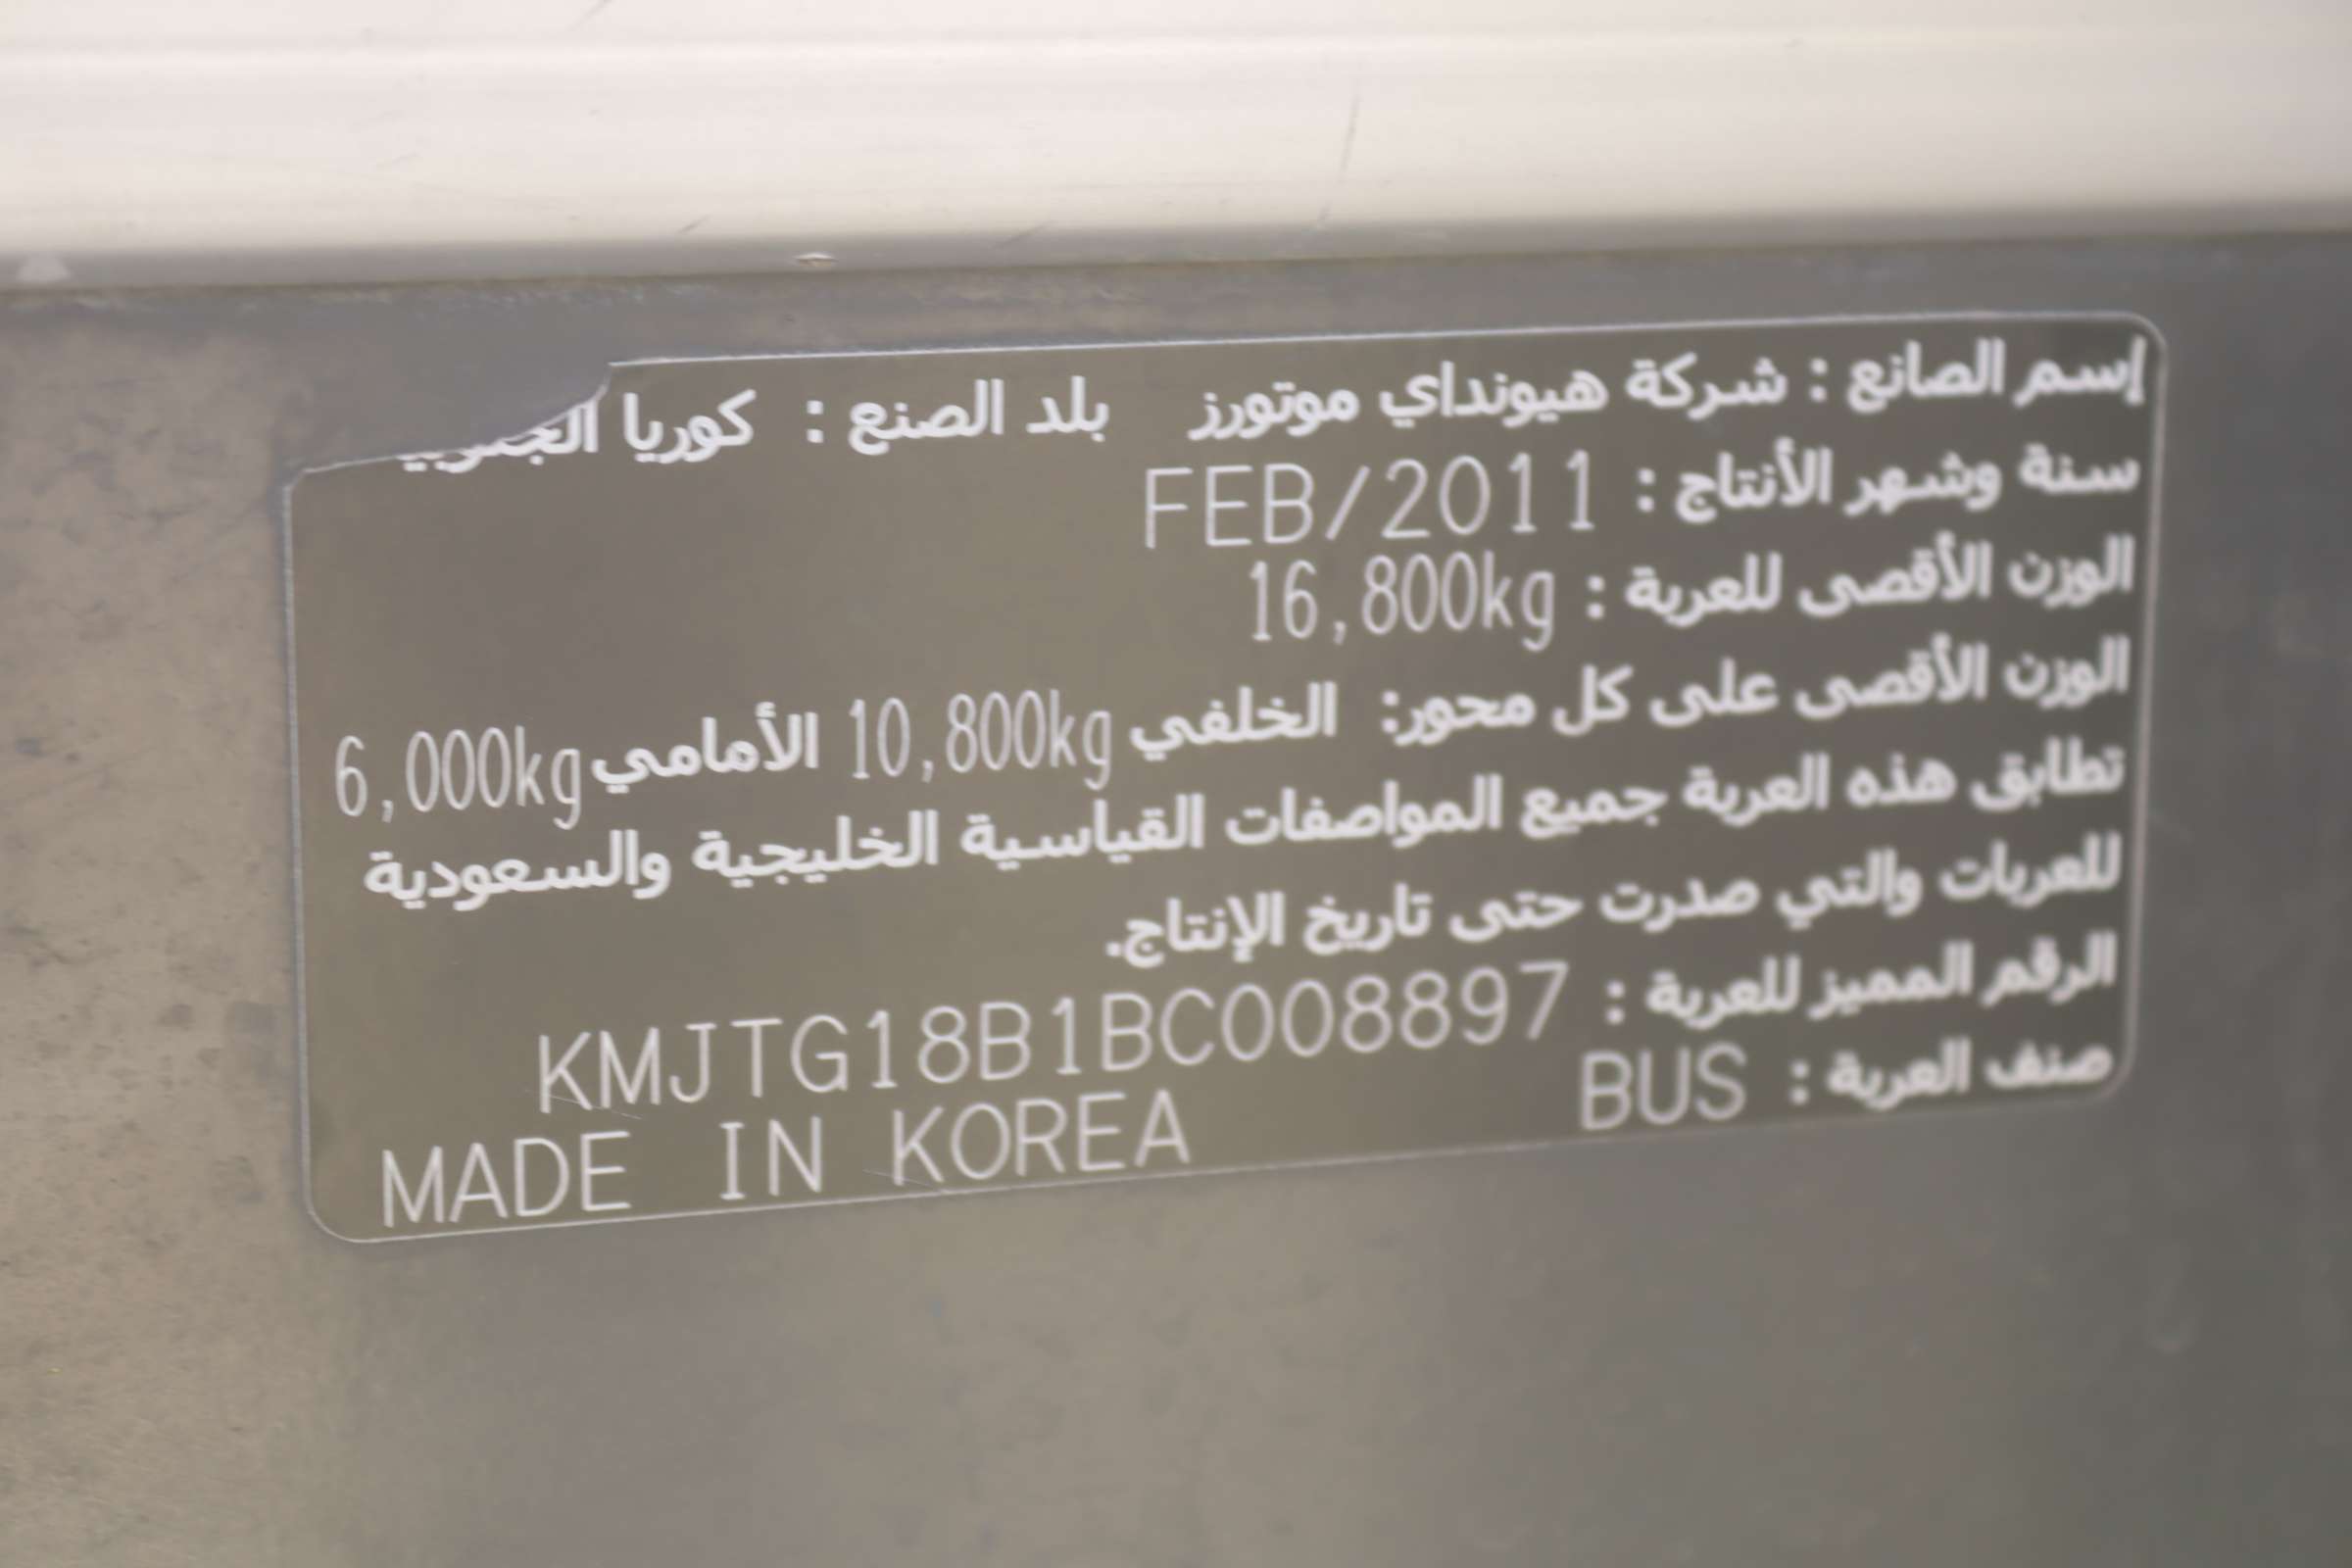 إسم الصانع : شركة هيونداي موتورز بلد الصنع : كوريا
سنة وشهر الأنتاج : FEB/2011
الوزن الأقصى للعربة : 16,800kg
الوزن الأقصى على كل محور: الخلفي 10,800kg الأمامي 6,000kg
تطابق هذه العربة جميع المواصفات القياسية الخليجية والسعودية
للعربات والتي صدرت حتى تاريخ الإنتاج.
الرقم المميز للعربة : KMJTG18B1BC008897
صنف العربة : BUS MADE IN KOREA